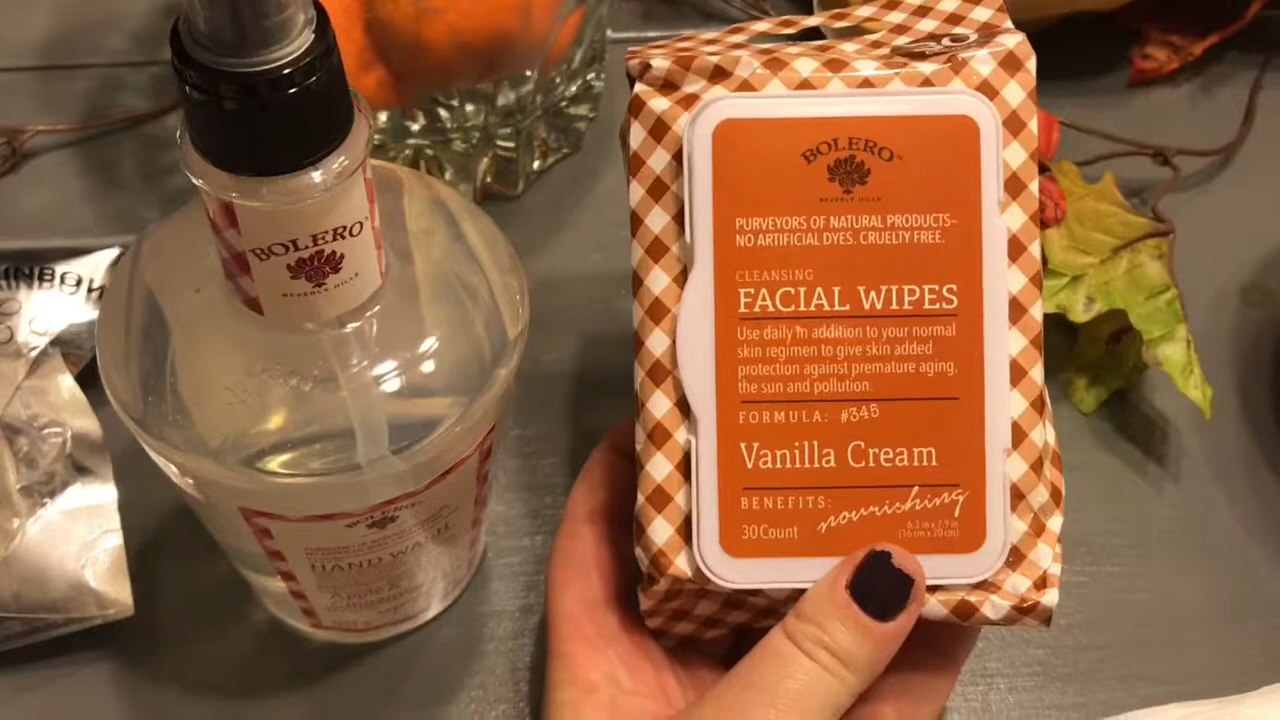 BOLERO
BEVERLY HILLS
HAND WASH
30
BOLERO™
BEVERLY HILLS
PURVEYORS OF NATURAL PRODUCTS~
NO ARTIFICIAL DYES. CRUELTY FREE.
CLEANSING
FACIAL WIPES
Use daily in addition to your normal
skin regimen to give skin added
protection against premature aging,
the sun and pollution.
FORMULA: #345
Vanilla Cream
BENEFITS: nourishing
30 Count
6.3 in x 7.9 in
(16 cm x 20 cm)